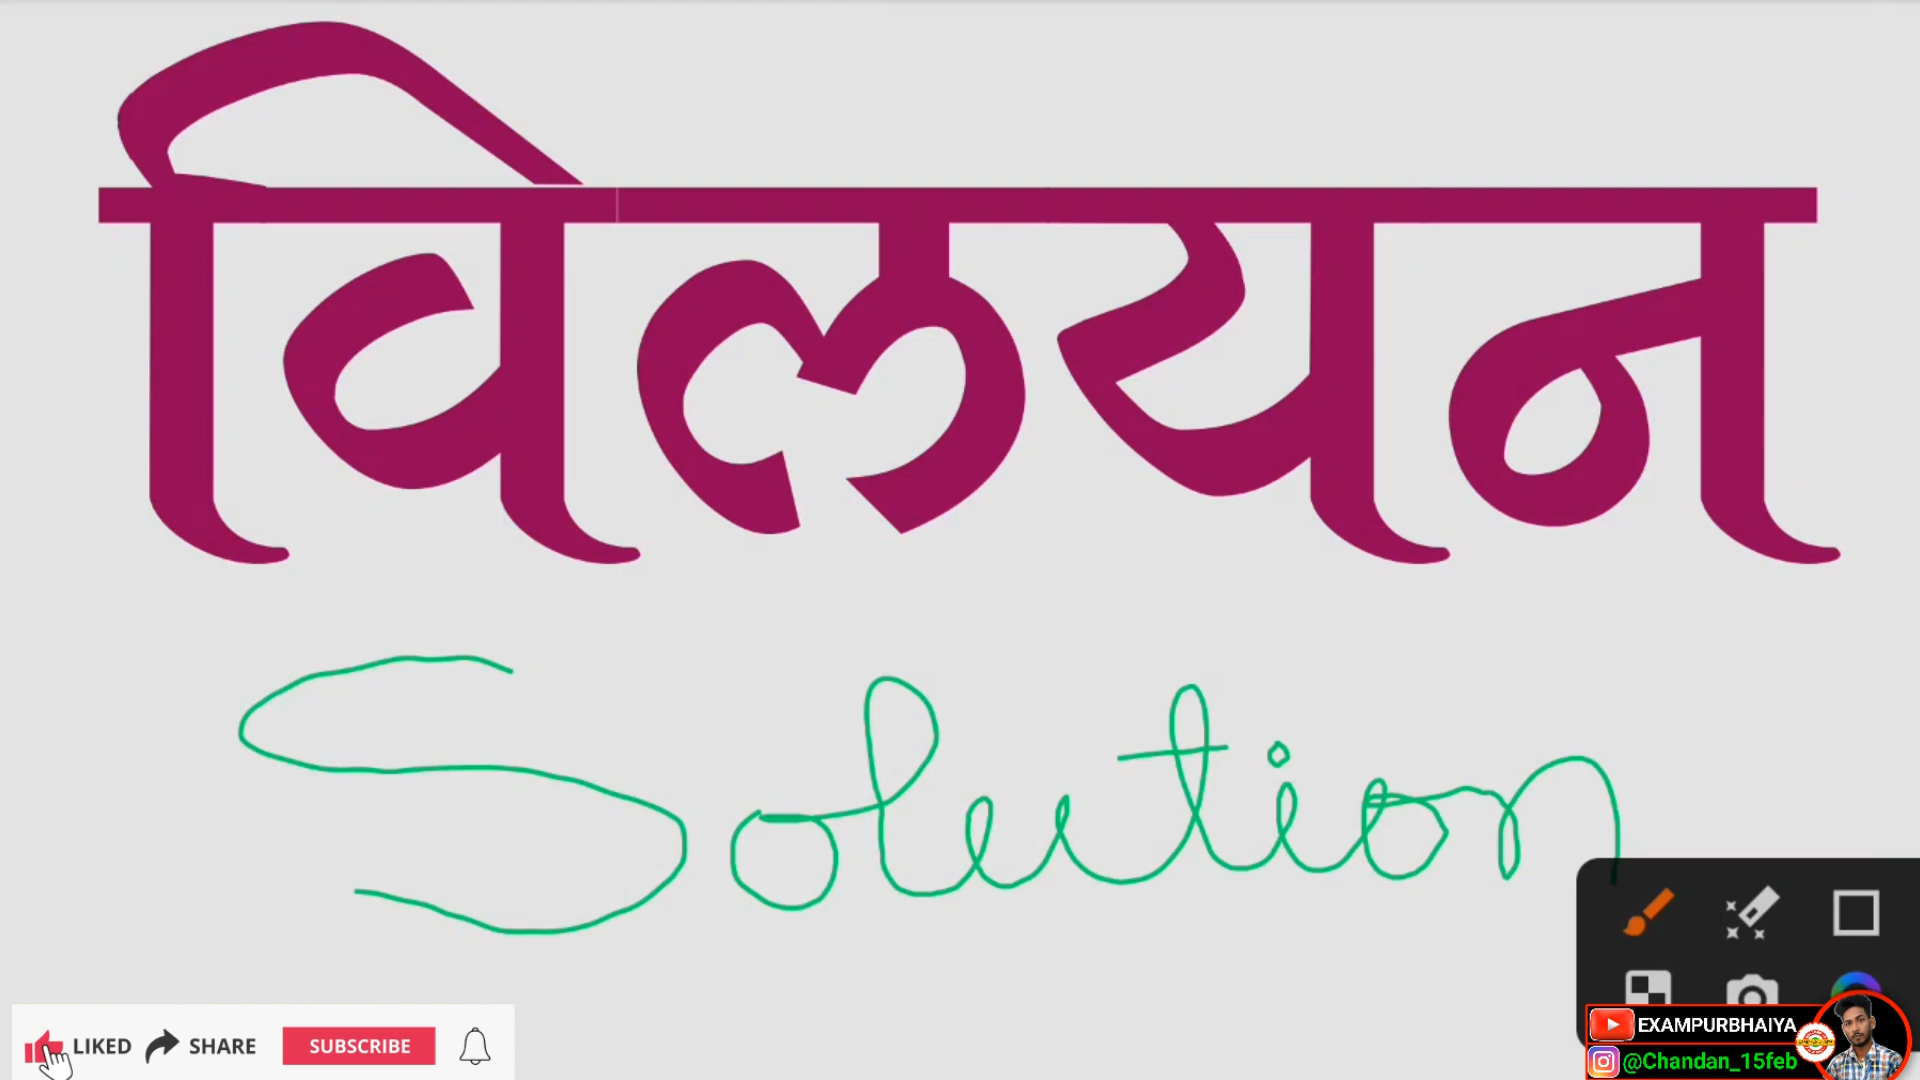 विलयन
Solution
LIKED SHARE SUBSCRIBE
EXAMPURBHAIYA
@Chandan_15feb